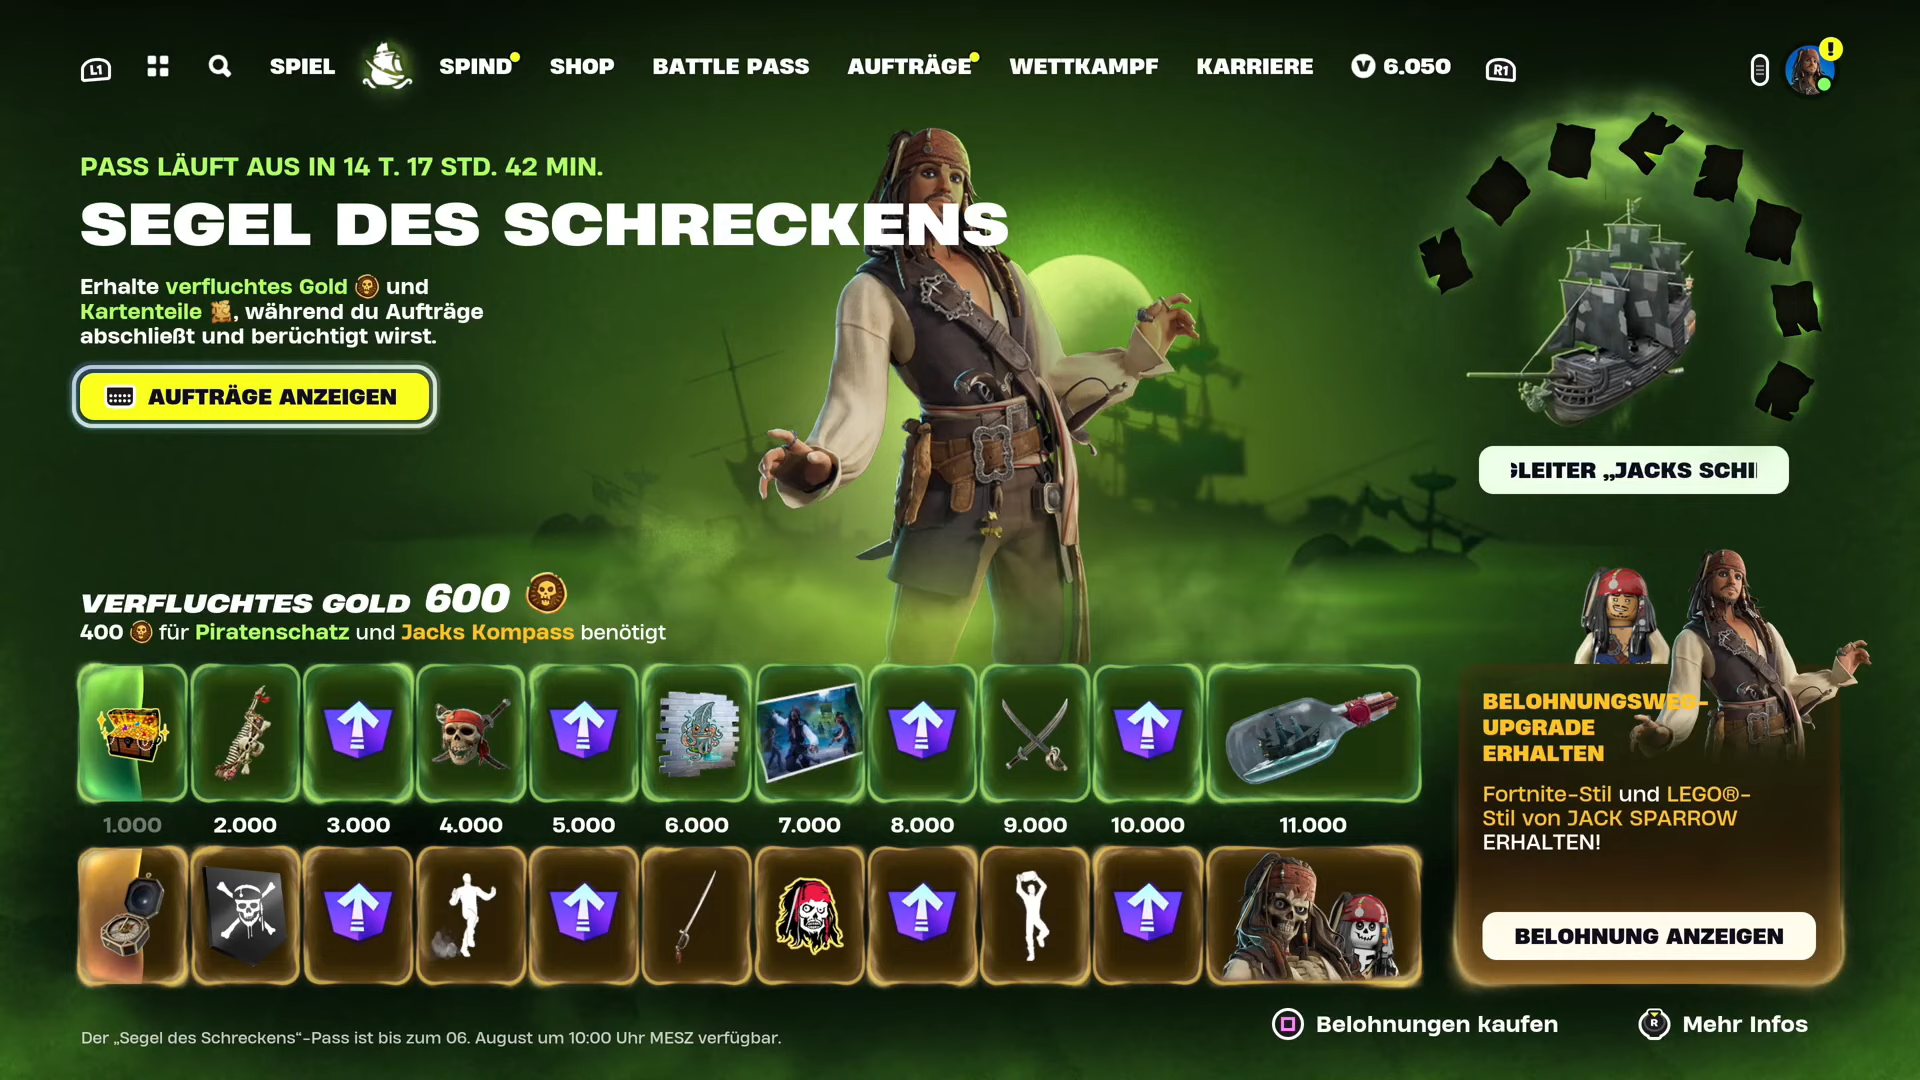 L1
SPIEL
SPIND
SHOP
BATTLE PASS
AUFTRÄGE
WETTKAMPF
KARRIERE
V 6.050
R1
!
PASS LÄUFT AUS IN 14 T. 17 STD. 42 MIN.
SEGEL DES SCHRECKENS
Erhalte verfluchtes Gold und
Kartenteile , während du Aufträge
abschließt und berüchtigt wirst.
AUFTRÄGE ANZEIGEN
GLEITER „JACKS SCHI
VERFLUCHTES GOLD 600
400 für Piratenschatz und Jacks Kompass benötigt
1.000
2.000
3.000
4.000
5.000
6.000
7.000
8.000
9.000
10.000
11.000
BELOHNUNGSWEG-
UPGRADE
ERHALTEN
Fortnite-Stil und LEGO®-
Stil von JACK SPARROW
ERHALTEN!
BELOHNUNG ANZEIGEN
Der „Segel des Schreckens“-Pass ist bis zum 06. August um 10:00 Uhr MESZ verfügbar.
Belohnungen kaufen
R Mehr Infos